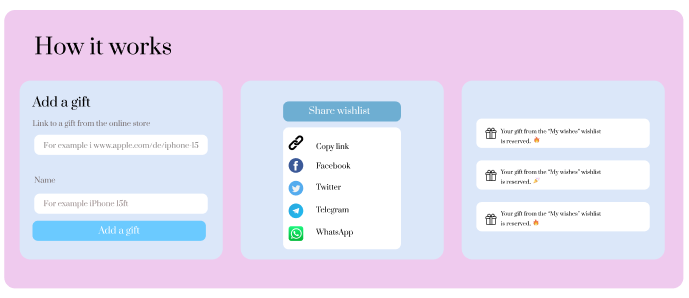 How it works
Add a gift
Link to a gift from the online store
For example i www.apple.com/de/iphone-15
Name
For example iPhone 15ft
Add a gift
Share wishlist
Copy link
Facebook
Twitter
Telegram
WhatsApp
Your gift from the "My wishes" wishlist
is reserved. 🔥
Your gift from the "My wishes" wishlist
is reserved. ⚡
Your gift from the "My wishes" wishlist
is reserved. 🔥